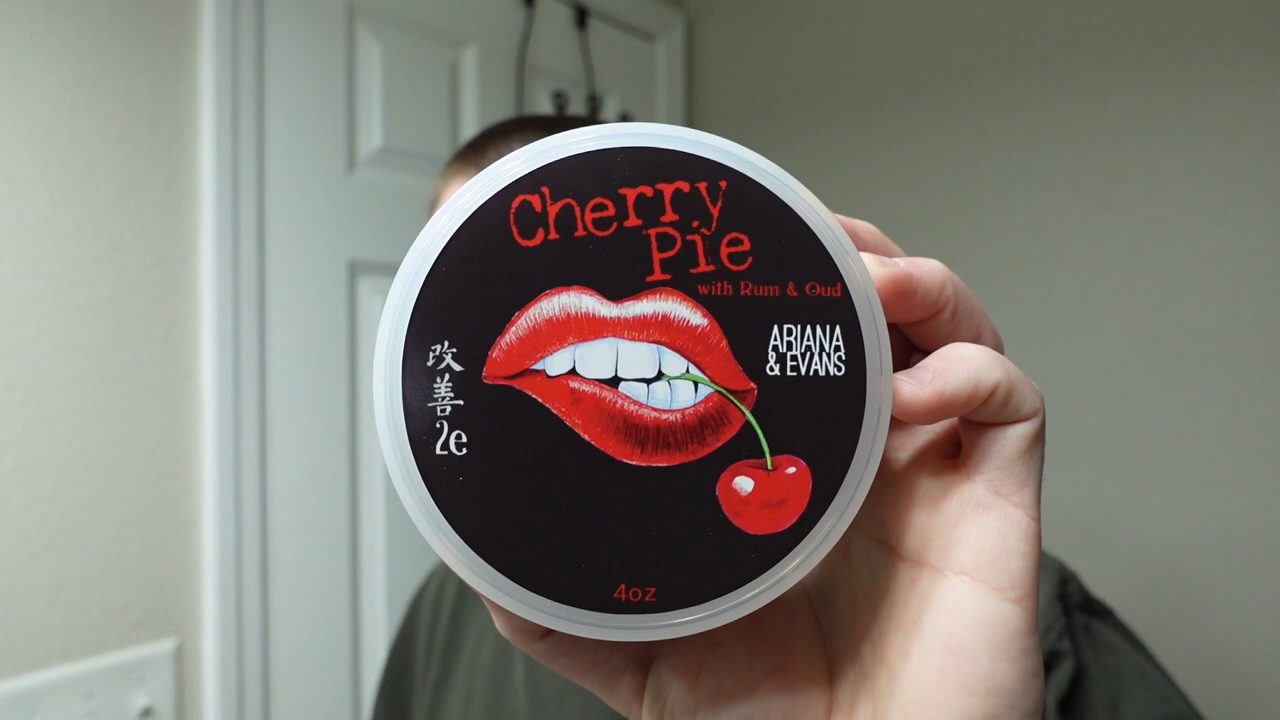 Cherry
Pie
with Rum & Oud
ARIANA
& EVANS
改
善
2e
4oz